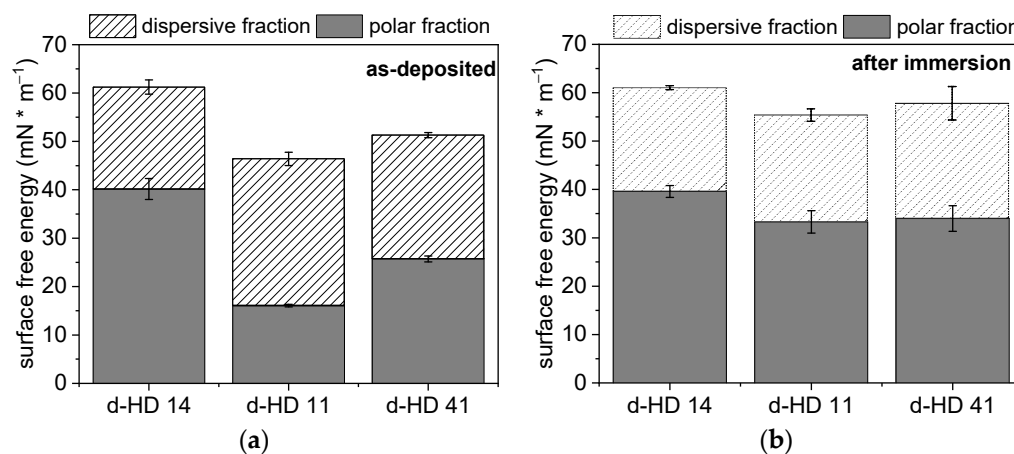 dispersive fraction polar fraction
as-deposited
surface free energy (mN * m⁻¹)
70
60
50
40
30
20
10
0
d-HD 14 d-HD 11 d-HD 41
(a)
dispersive fraction polar fraction
after immersion
surface free energy (mN * m⁻¹)
70
60
50
40
30
20
10
0
d-HD 14 d-HD 11 d-HD 41
(b)